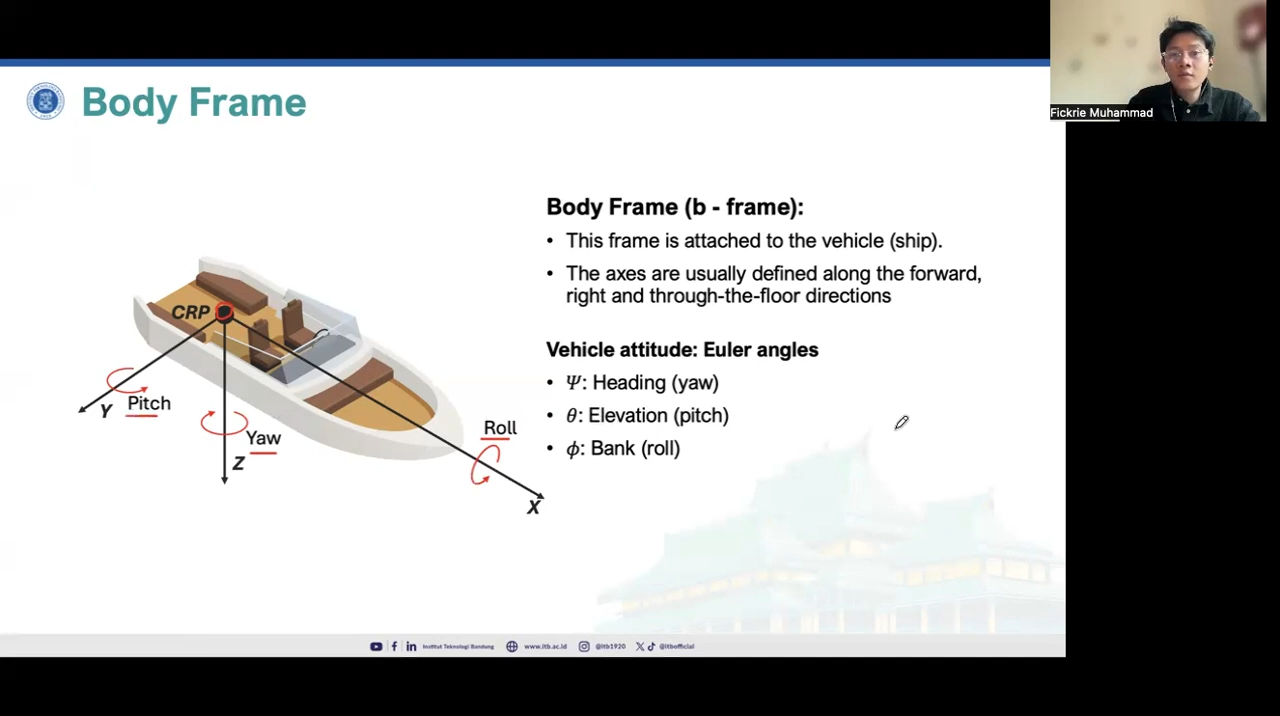 Body Frame
Fickrie Muhammad
Body Frame (b - frame):
• This frame is attached to the vehicle (ship).
• The axes are usually defined along the forward,
right and through-the-floor directions
Vehicle attitude: Euler angles
• Ψ: Heading (yaw)
• θ: Elevation (pitch)
• ϕ: Bank (roll)
CRP
Y
Pitch
Yaw
Z
Roll
X
Institut Teknologi Bandung
www.itb.ac.id
@itb1920
@itbofficial